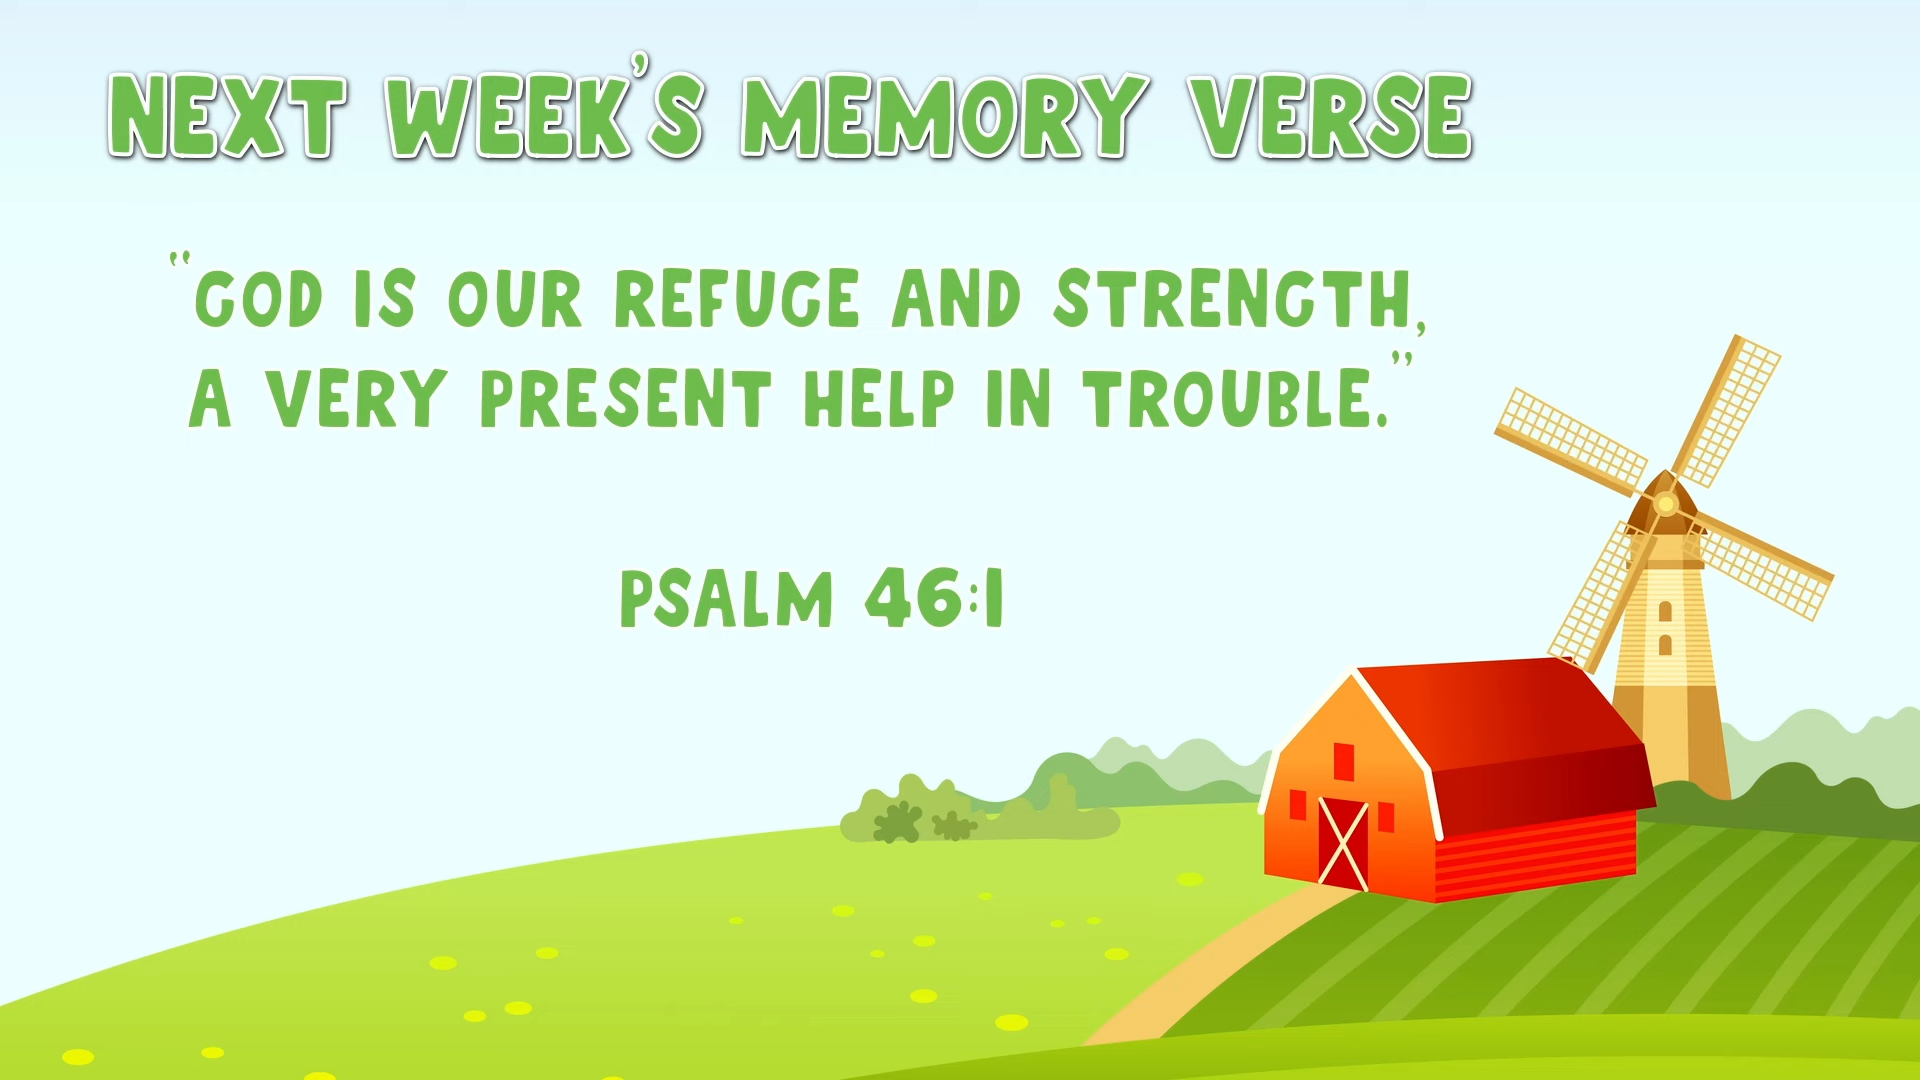 NEXT WEEK'S MEMORY VERSE
"GOD IS OUR REFUGE AND STRENGTH,
A VERY PRESENT HELP IN TROUBLE."
PSALM 46:1